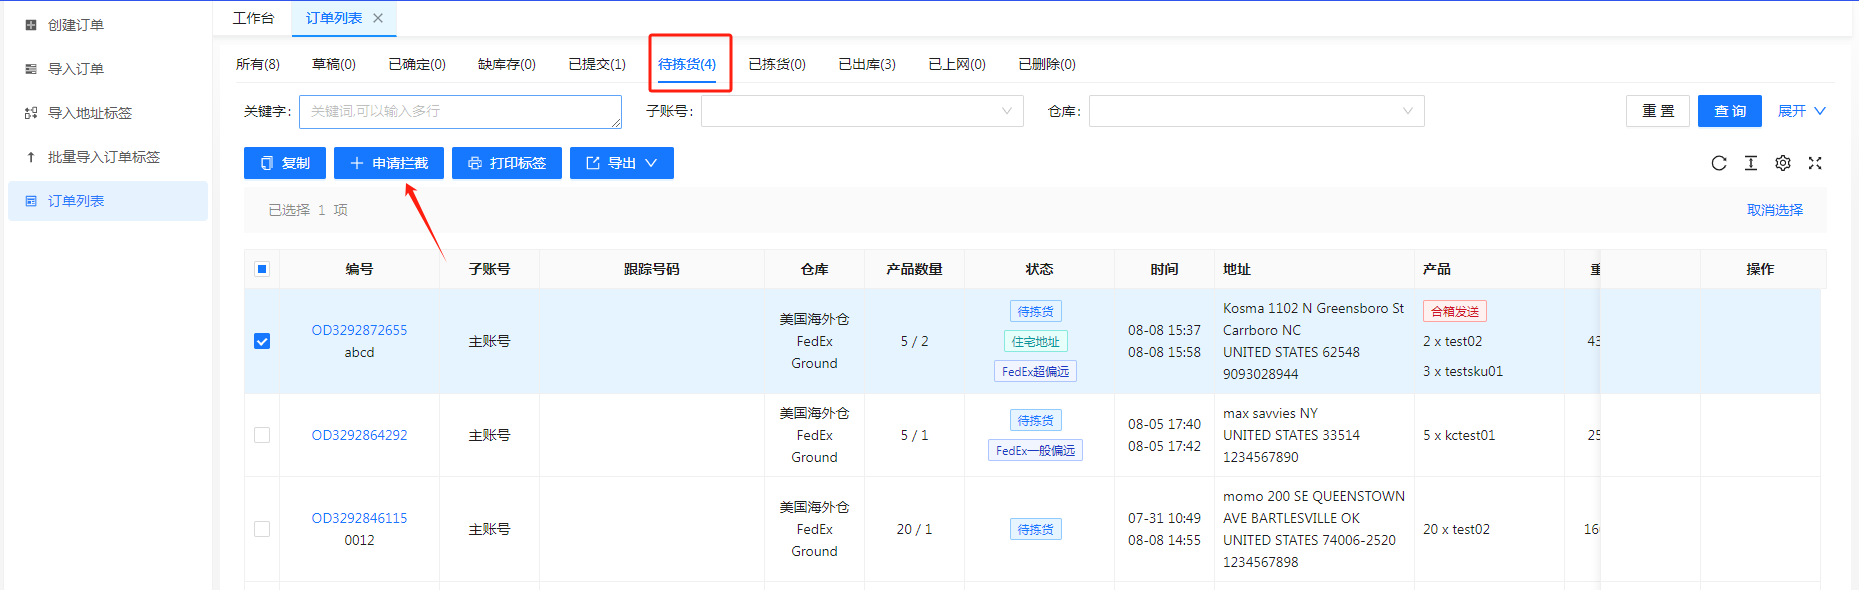 创建订单
导入订单
导入地址标签
批量导入订单标签
订单列表
工作台
订单列表
所有(8)
草稿(0)
已确定(0)
缺库存(0)
已提交(1)
待拣货(4)
已拣货(0)
已出库(3)
已上网(0)
已删除(0)
关键字:
关键词,可以输入多行
子账号:
仓库:
重 置
查 询
展开
复制
申请拦截
打印标签
导出
已选择 1 项
取消选择
编号
子账号
跟踪号码
仓库
产品数量
状态
时间
地址
产品
操作
OD3292872655
abcd
主账号
美国海外仓
FedEx
Ground
5 / 2
待拣货
住宅地址
FedEx超偏远
08-08 15:37
08-08 15:58
Kosma 1102 N Greensboro St
Carrboro NC
UNITED STATES 62548
9093028944
合箱发送
2 x test02
3 x testsku01
43
OD3292864292
主账号
美国海外仓
FedEx
Ground
5 / 1
待拣货
FedEx一般偏远
08-05 17:40
08-05 17:42
max savvies NY
UNITED STATES 33514
1234567890
5 x kctest01
25
OD3292846115
0012
主账号
美国海外仓
FedEx
Ground
20 / 1
待拣货
07-31 10:49
08-08 14:55
momo 200 SE QUEENSTOWN
AVE BARTLESVILLE OK
UNITED STATES 74006-2520
1234567898
20 x test02
16